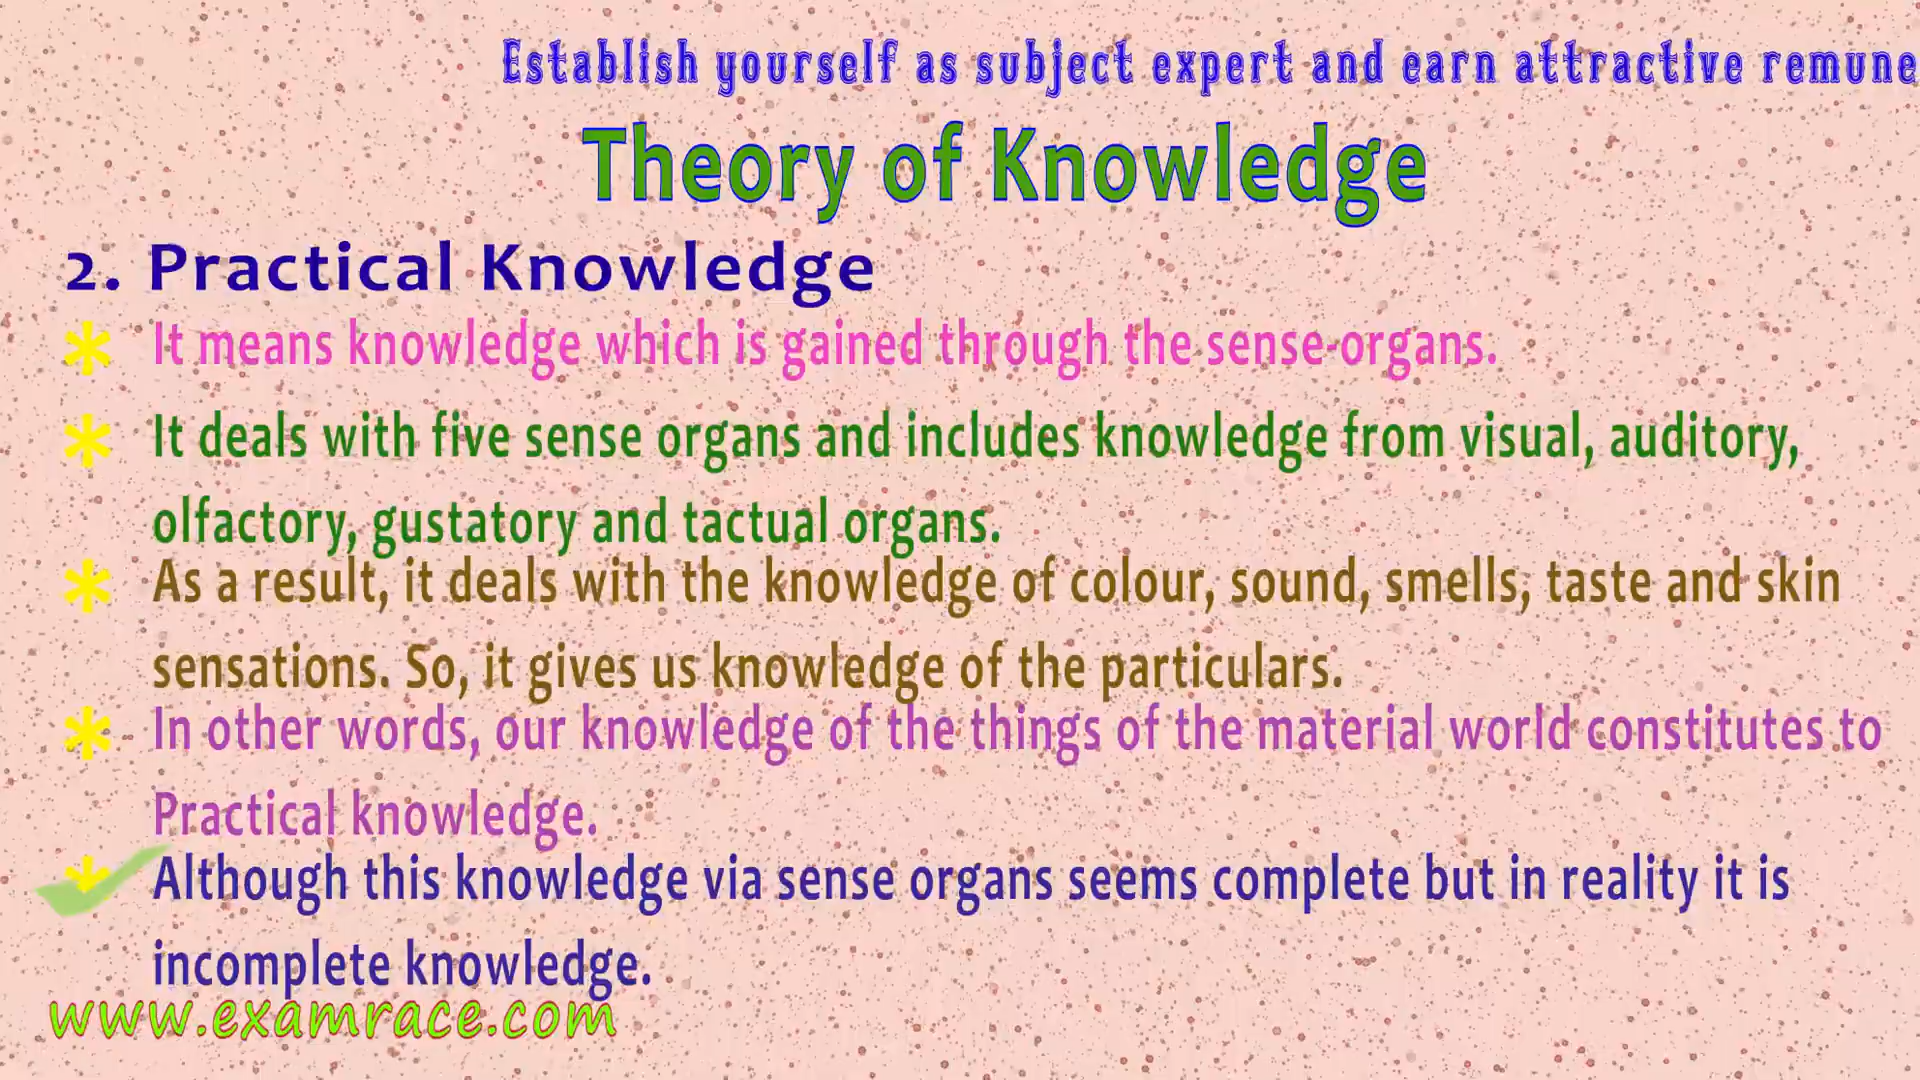 Establish yourself as subject expert and earn attractive remune
Theory of Knowledge
2. Practical Knowledge
* It means knowledge which is gained through the sense-organs.
* It deals with five sense organs and includes knowledge from visual, auditory,
olfactory, gustatory and tactual organs.
* As a result, it deals with the knowledge of colour, sound, smells, taste and skin
sensations. So, it gives us knowledge of the particulars.
* In other words, our knowledge of the things of the material world constitutes to
Practical knowledge.
* Although this knowledge via sense organs seems complete but in reality it is
incomplete knowledge.
www.examrace.com